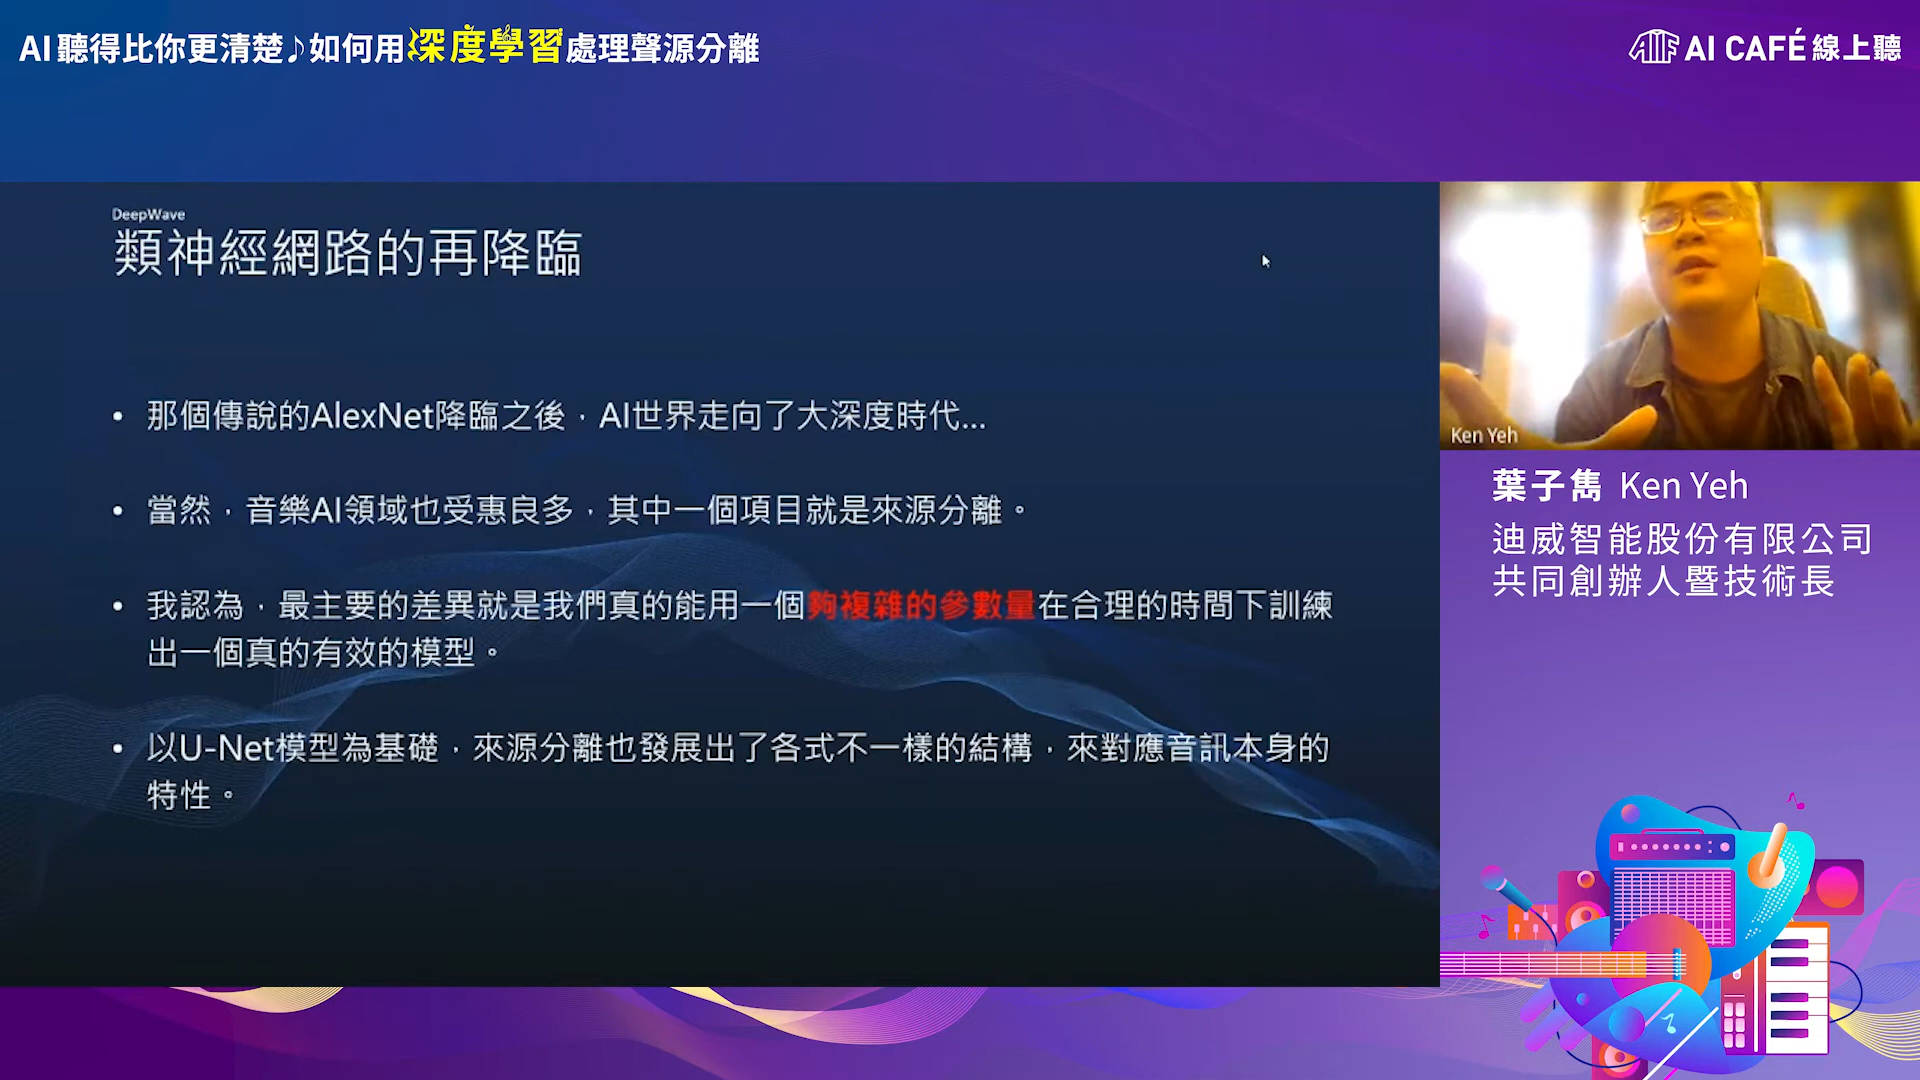 AI聽得比你更清楚♪如何用深度學習處理聲源分離
AIF AI CAFÉ 線上聽
DeepWave
類神經網路的再降臨
• 那個傳說的AlexNet降臨之後，AI世界走向了大深度時代...
• 當然，音樂AI領域也受惠良多，其中一個項目就是來源分離。
• 我認為，最主要的差異就是我們真的能用一個夠複雜的參數量在合理的時間下訓練
出一個真的有效的模型。
• 以U-Net模型為基礎，來源分離也發展出了各式不一樣的結構，來對應音訊本身的
特性。
Ken Yeh
葉子雋 Ken Yeh
迪威智能股份有限公司
共同創辦人暨技術長